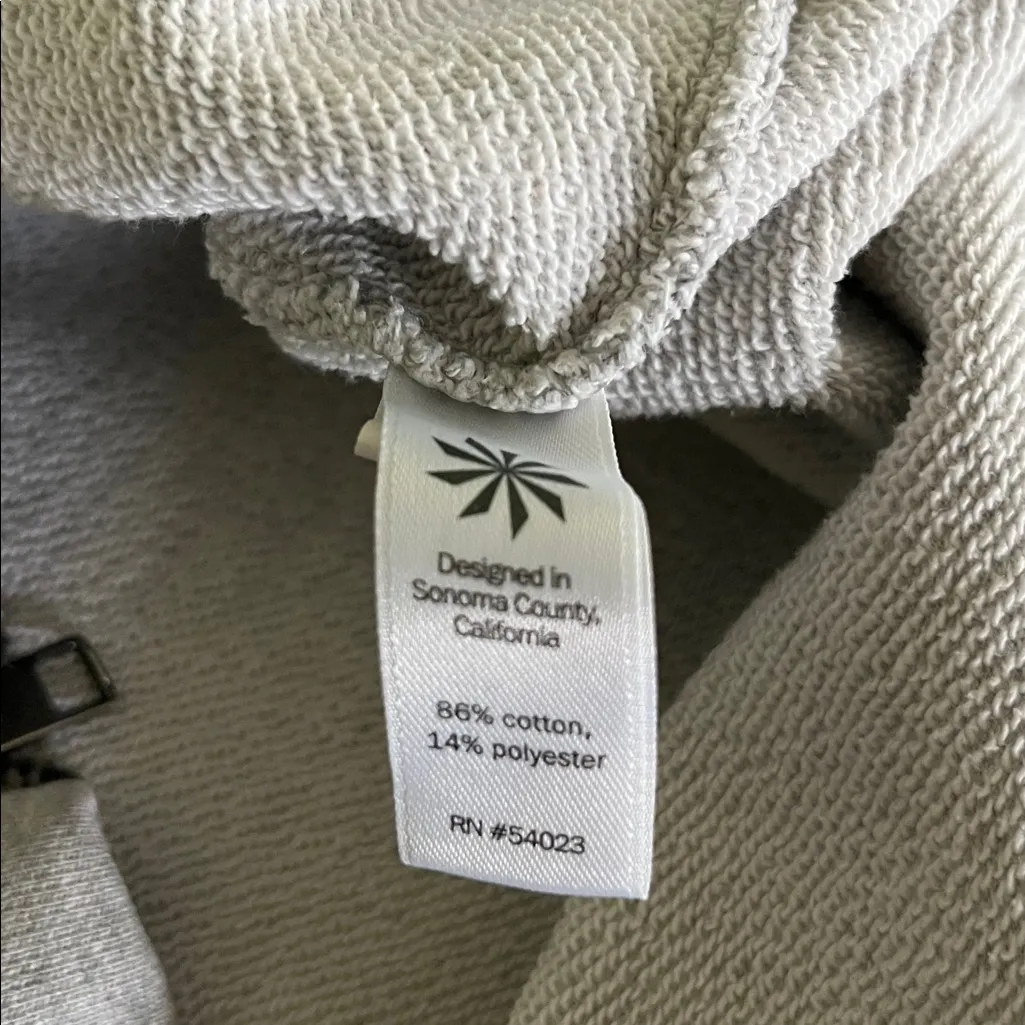 Designed in
Sonoma County,
California
86% cotton,
14% polyester
RN #54023